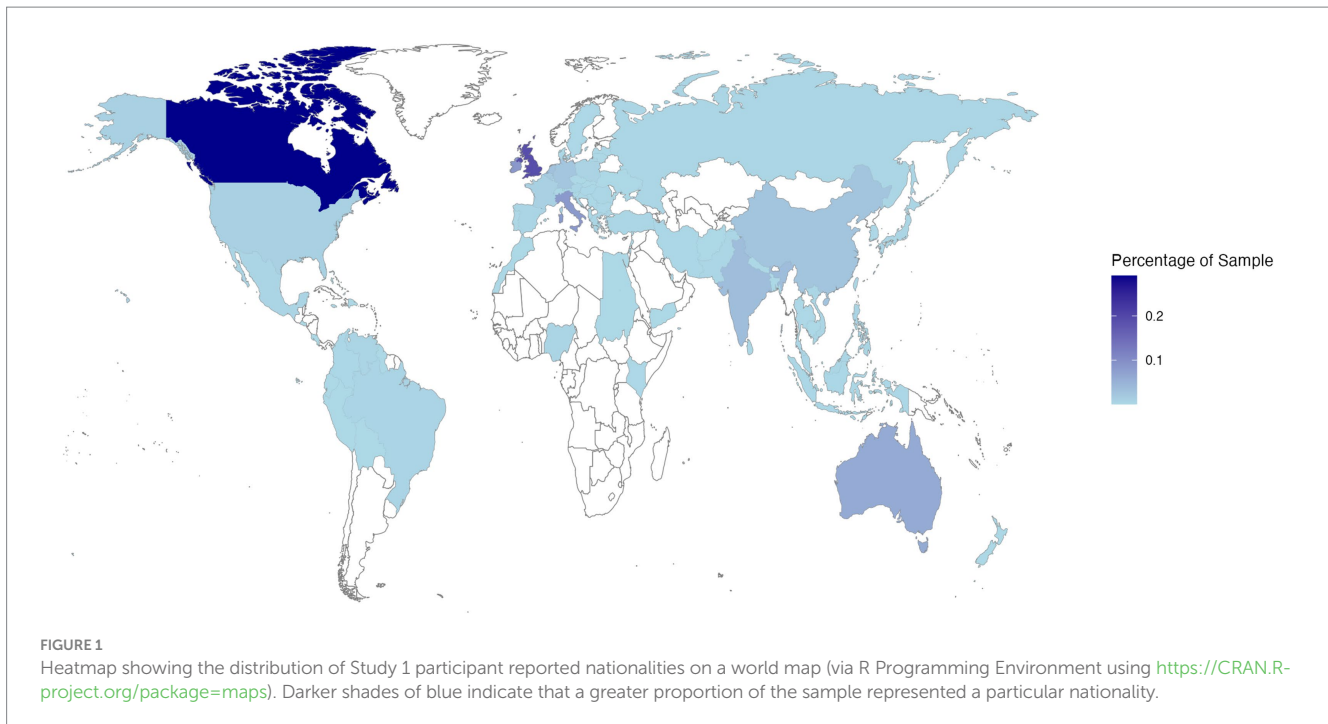 Percentage of Sample
0.2
0.1
FIGURE 1
Heatmap showing the distribution of Study 1 participant reported nationalities on a world map (via R Programming Environment using https://CRAN.R-
project.org/package=maps). Darker shades of blue indicate that a greater proportion of the sample represented a particular nationality.